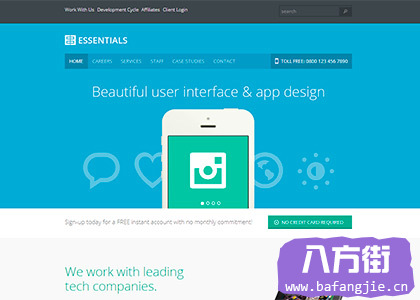 Work With Us Development Cycle Affiliates Client Login
search
ESSENTIALS
HOME CAREERS SERVICES STAFF CASE STUDIES CONTACT TOLL FREE: 0800 123 456 7890
Beautiful user interface & app design
Sign-up today for a FREE instant account with no monthly commitment!
NO CREDIT CARD REQUIRED
We work with leading
tech companies.
八方街
www.bafangjie.cn